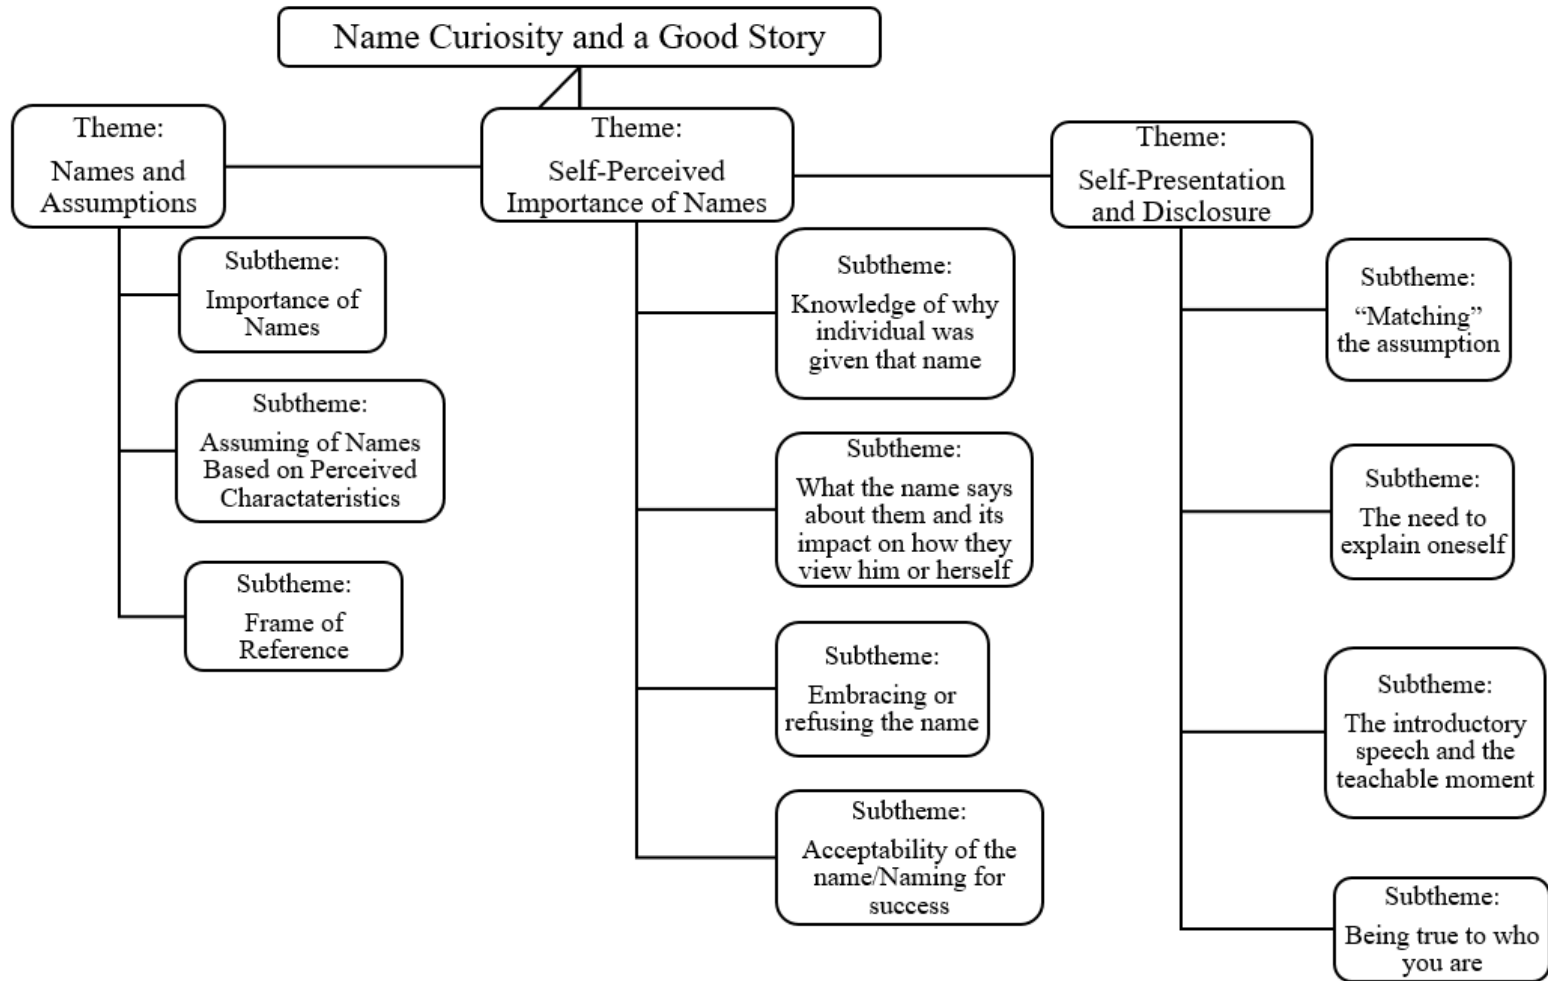 Name Curiosity and a Good Story
Theme:
Names and
Assumptions
Subtheme:
Importance of
Names
Subtheme:
Assuming of Names
Based on Perceived
Charactateristics
Subtheme:
Frame of
Reference
Theme:
Self-Perceived
Importance of Names
Subtheme:
Knowledge of why
individual was
given that name
Subtheme:
What the name says
about them and its
impact on how they
view him or herself
Subtheme:
Embracing or
refusing the name
Subtheme:
Acceptability of the
name/Naming for
success
Theme:
Self-Presentation
and Disclosure
Subtheme:
“Matching”
the assumption
Subtheme:
The need to
explain oneself
Subtheme:
The introductory
speech and the
teachable moment
Subtheme:
Being true to who
you are